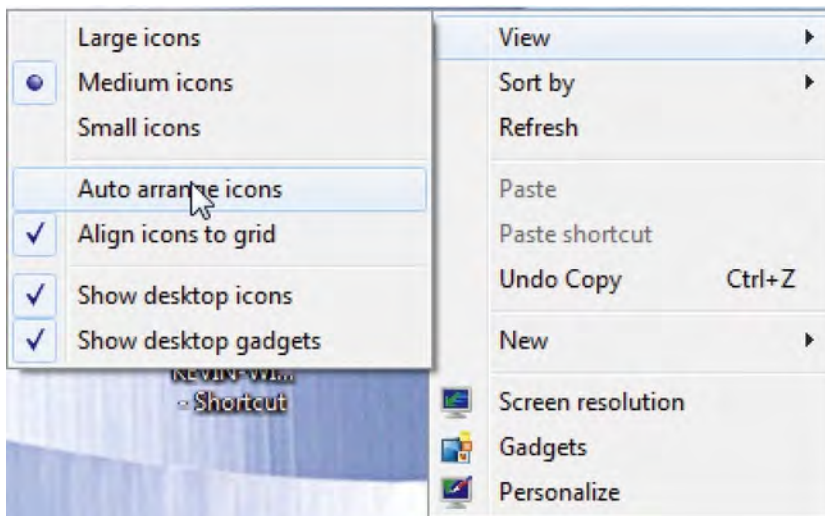 Large icons
Medium icons
Small icons
Auto arrange icons
Align icons to grid
Show desktop icons
Show desktop gadgets
- Shortcut
View
Sort by
Refresh
Paste
Paste shortcut
Undo Copy Ctrl+Z
New
Screen resolution
Gadgets
Personalize